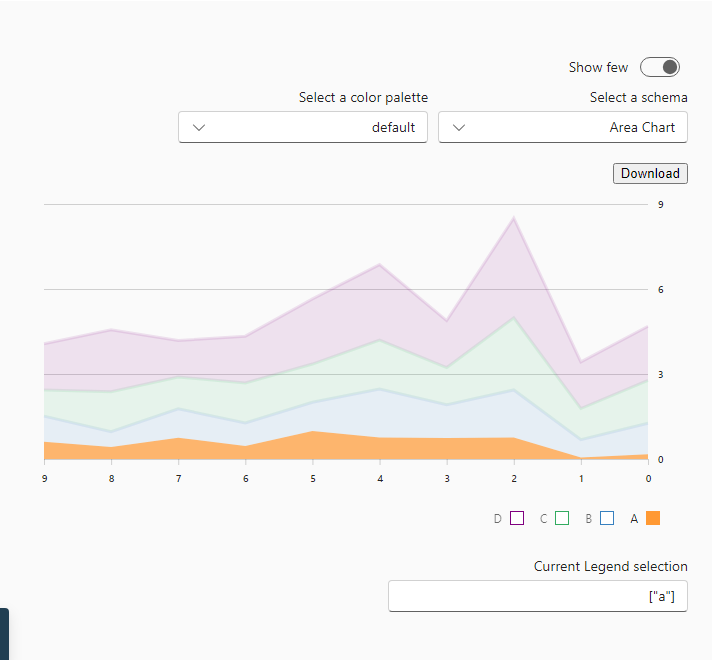 Show few
Select a color palette
Select a schema
default
Area Chart
Download
9
6
3
0
9 8 7 6 5 4 3 2 1 0
D C B A
Current Legend selection
["a"]